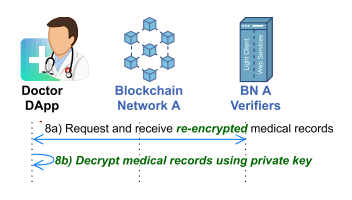 Light Client
Web Services
Doctor
DApp
Blockchain
Network A
BN A
Verifiers
8a) Request and receive re-encrypted medical records
8b) Decrypt medical records using private key